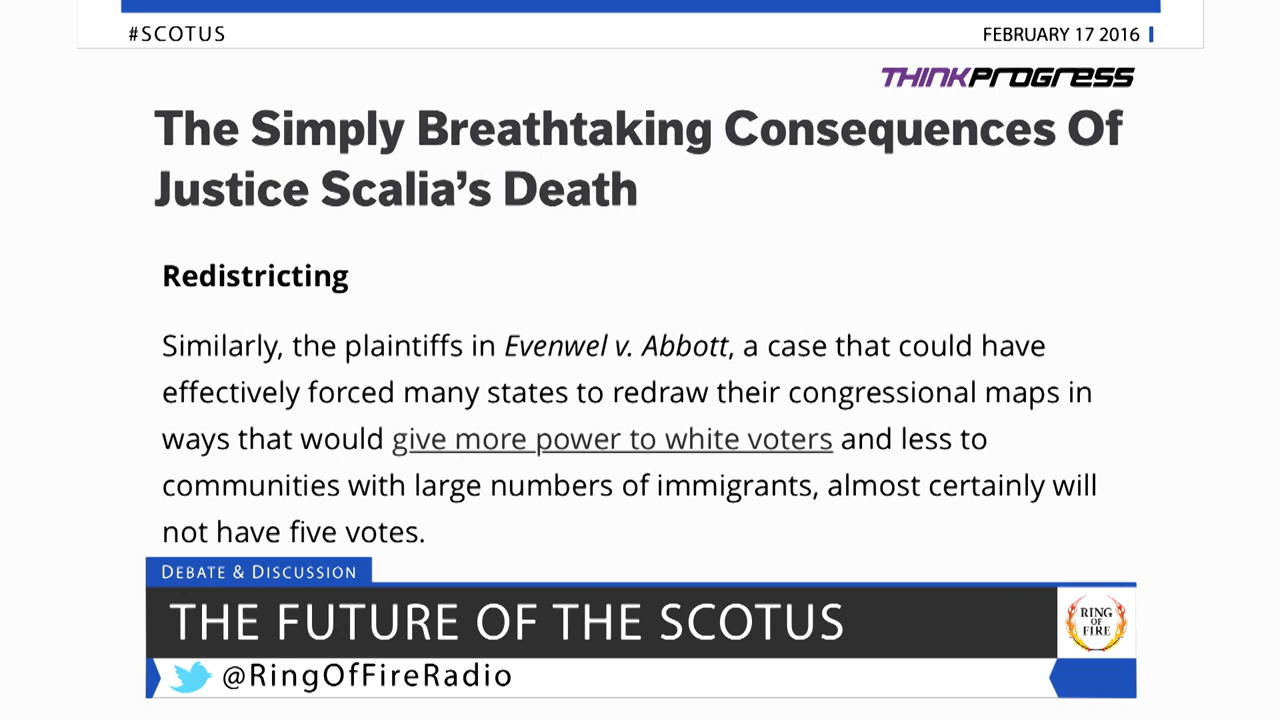 #SCOTUS
FEBRUARY 17 2016
THINKPROGRESS
The Simply Breathtaking Consequences Of
Justice Scalia’s Death
Redistricting
Similarly, the plaintiffs in Evenwel v. Abbott, a case that could have
effectively forced many states to redraw their congressional maps in
ways that would give more power to white voters and less to
communities with large numbers of immigrants, almost certainly will
not have five votes.
DEBATE & DISCUSSION
THE FUTURE OF THE SCOTUS
RING
OF
FIRE
@RingOfFireRadio